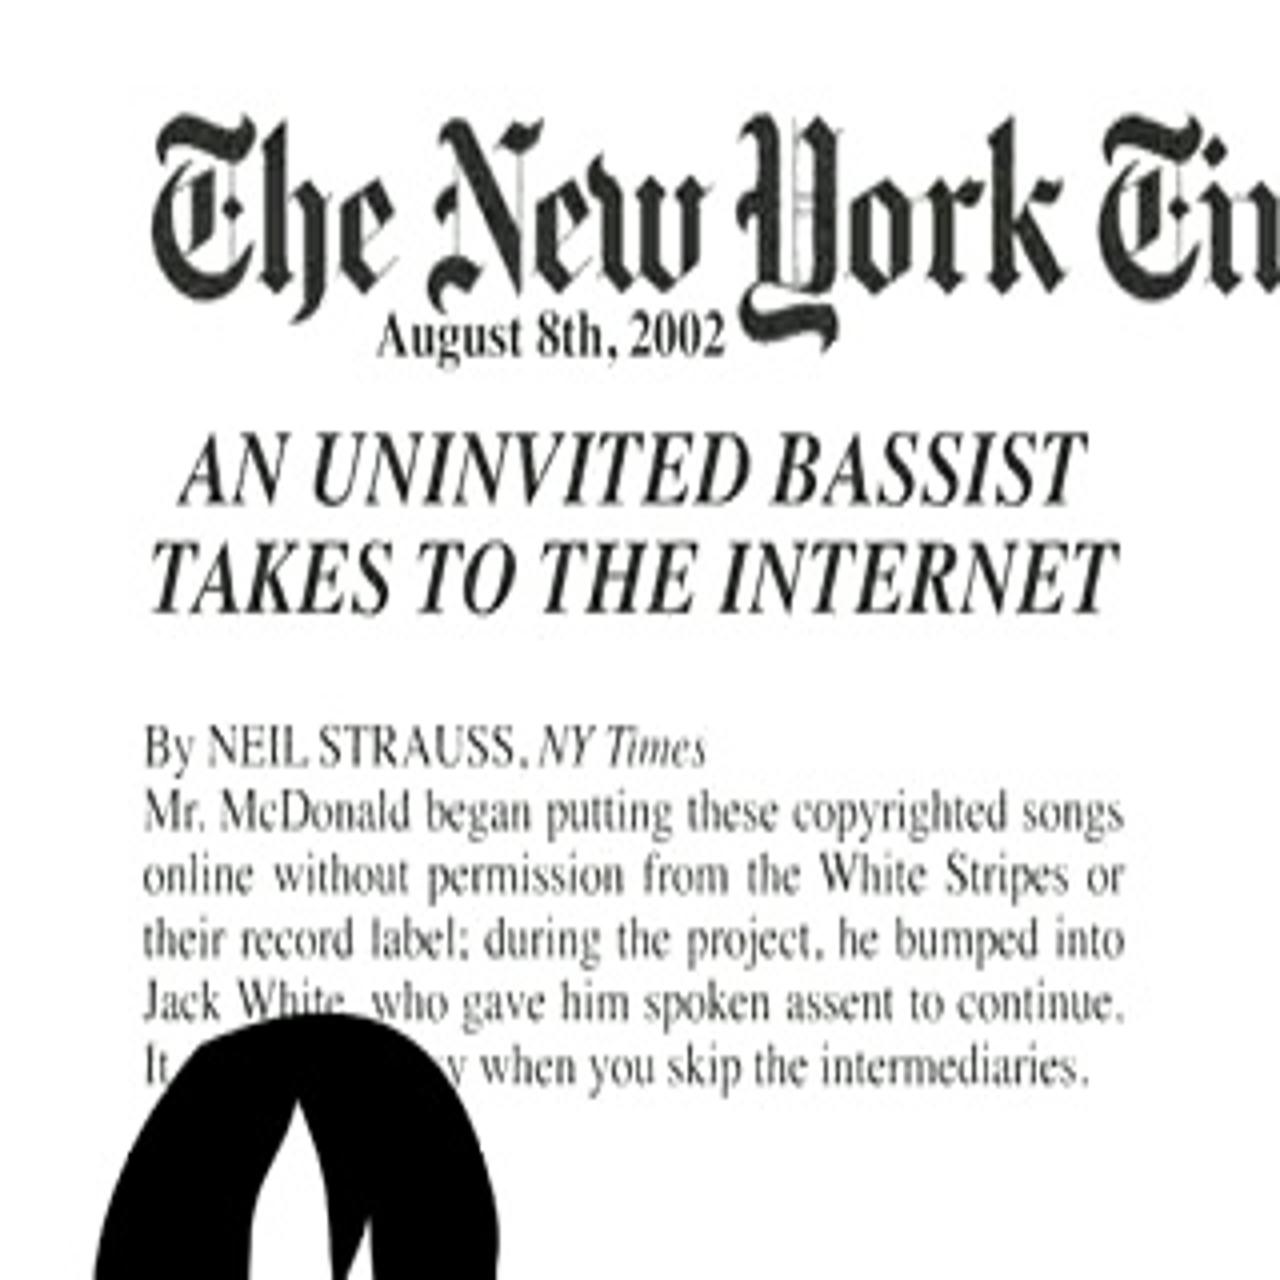 The New York Tin
August 8th, 2002
AN UNINVITED BASSIST
TAKES TO THE INTERNET
By NEIL STRAUSS, NY Times
Mr. McDonald began putting these copyrighted songs
online without permission from the White Stripes or
their record label; during the project, he bumped into
Jack White, who gave him spoken assent to continue.
It y when you skip the intermediaries.